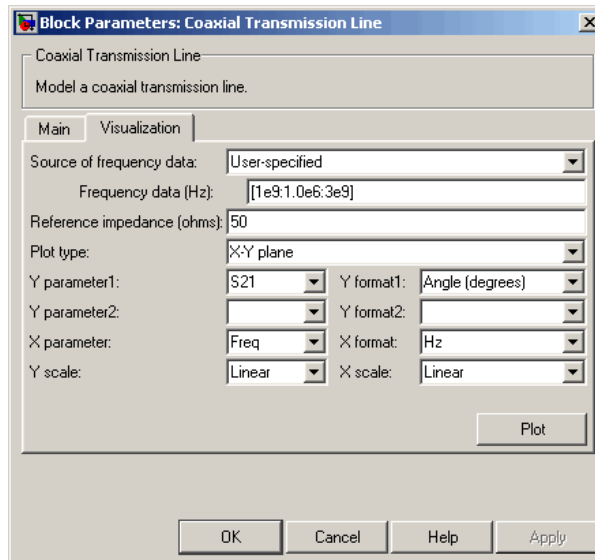 Block Parameters: Coaxial Transmission Line
Coaxial Transmission Line
Model a coaxial transmission line.
Main Visualization
Source of frequency data: User-specified
Frequency data (Hz): [1e9:1.0e6:3e9]
Reference impedance (ohms): 50
Plot type: X-Y plane
Y parameter1: S21 Y format1: Angle (degrees)
Y parameter2: Y format2:
X parameter: Freq X format: Hz
Y scale: Linear X scale: Linear
Plot
OK Cancel Help Apply